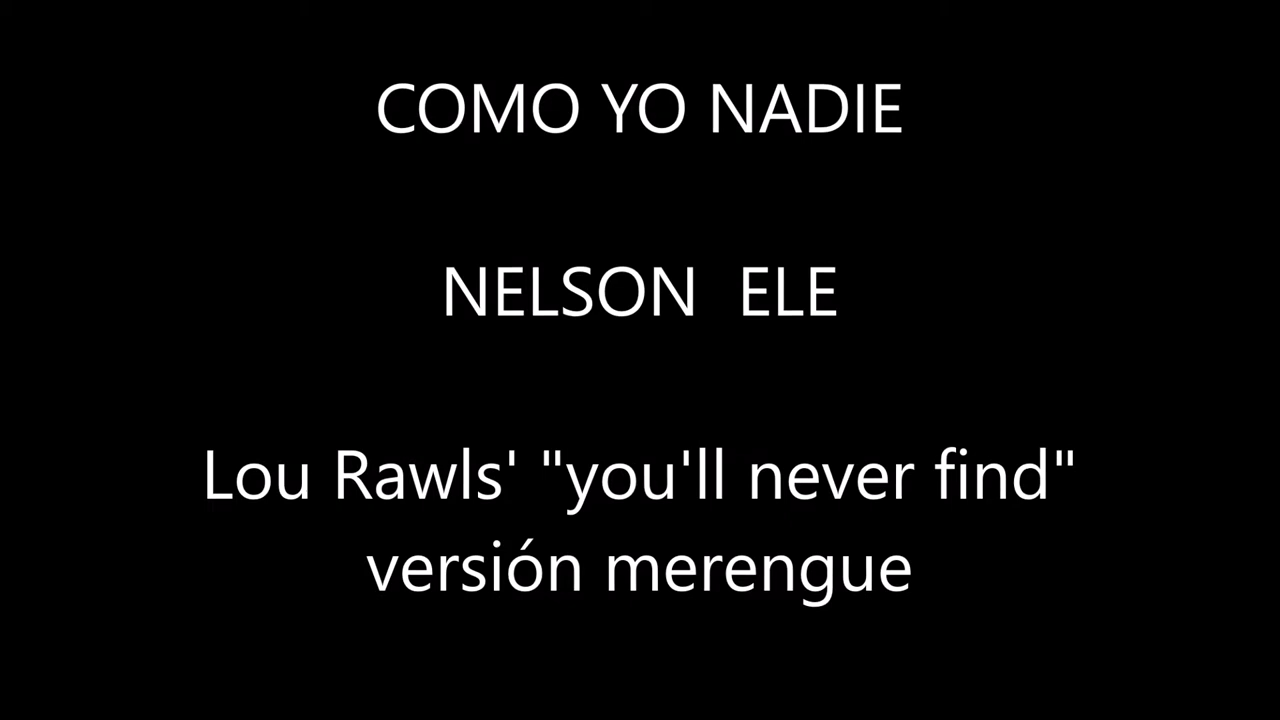 COMO YO NADIE
NELSON  ELE
Lou Rawls' "you'll never find"
versión merengue